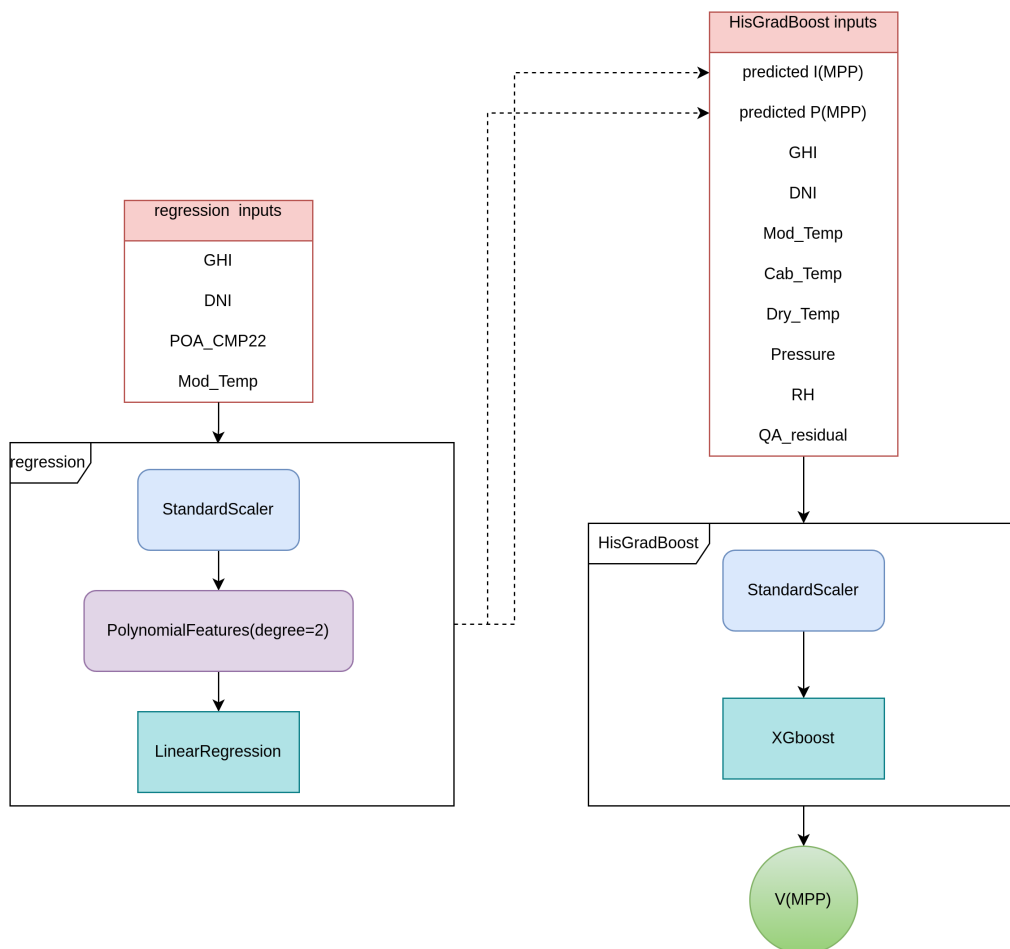 regression inputs
GHI
DNI
POA_CMP22
Mod_Temp
regression
StandardScaler
PolynomialFeatures(degree=2)
LinearRegression
HisGradBoost inputs
predicted I(MPP)
predicted P(MPP)
GHI
DNI
Mod_Temp
Cab_Temp
Dry_Temp
Pressure
RH
QA_residual
HisGradBoost
StandardScaler
XGboost
V(MPP)